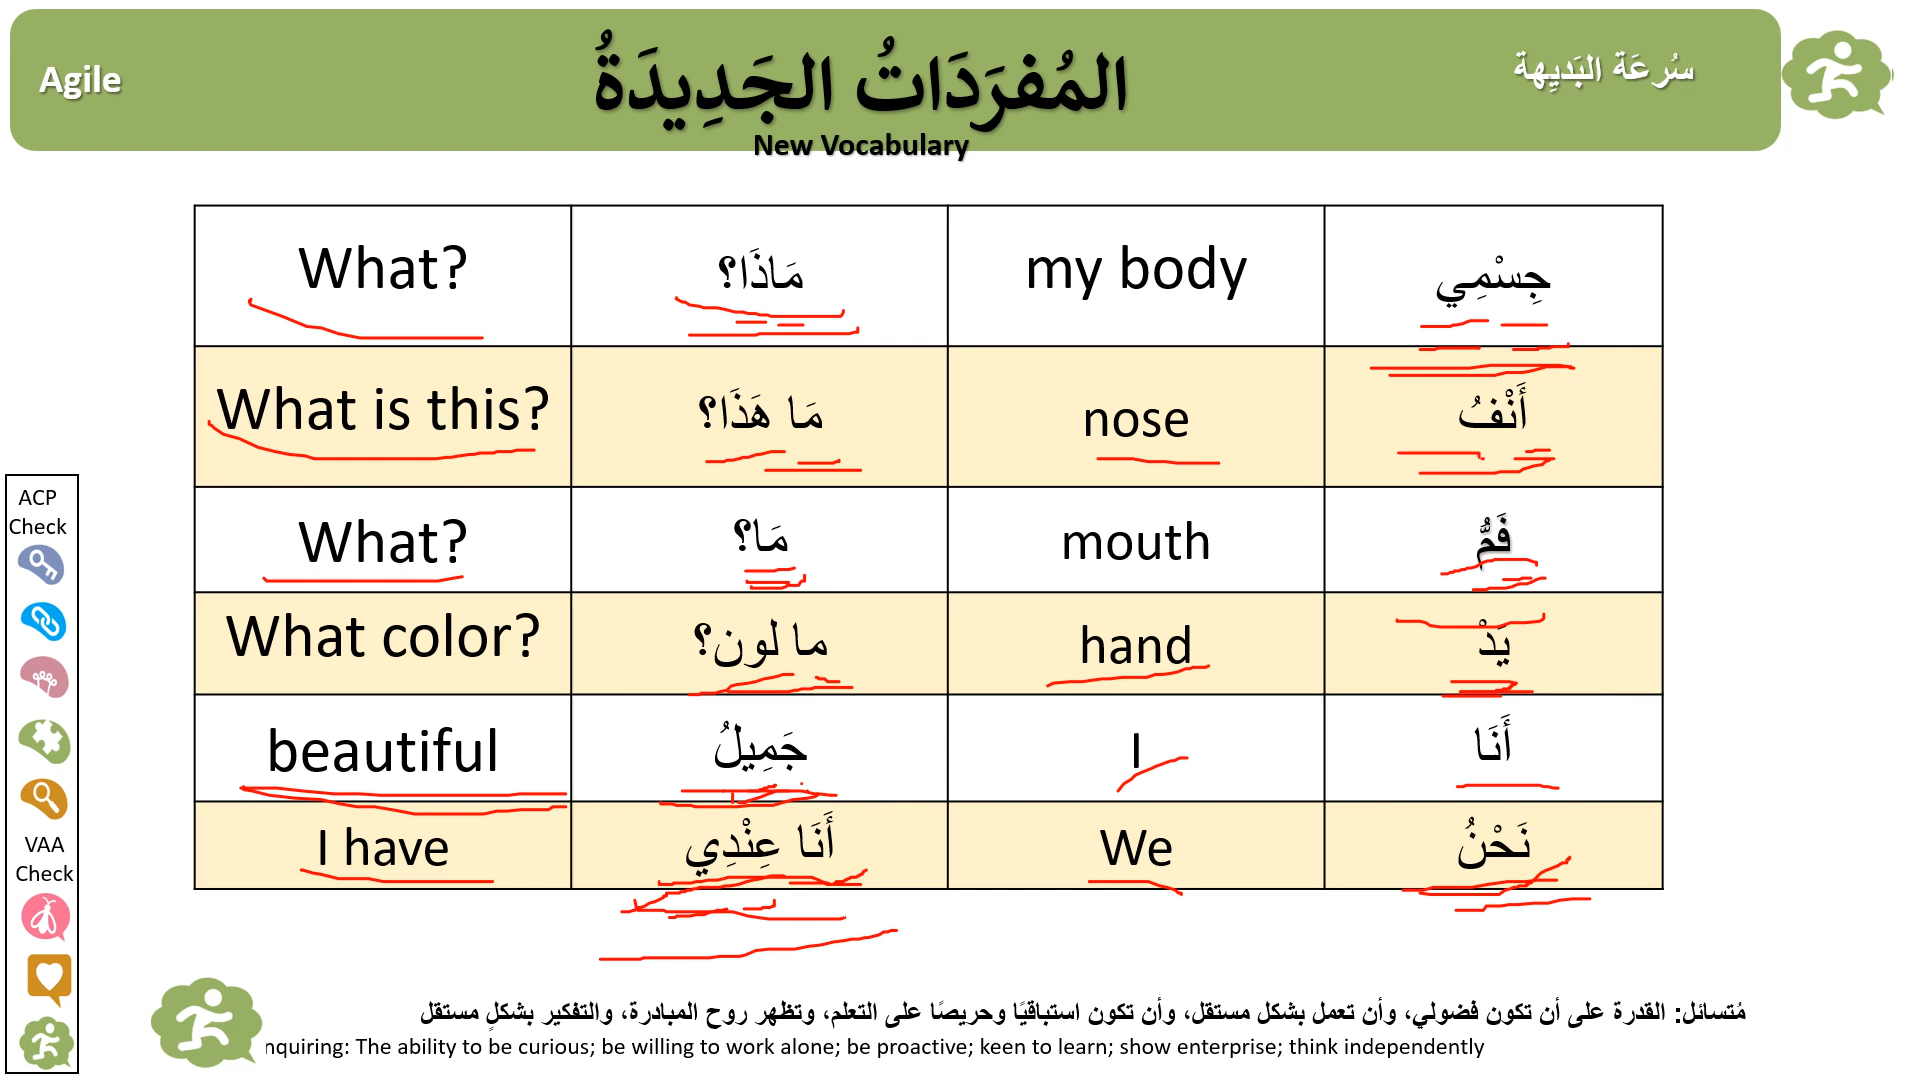 Agile
المُفرَدَاتُ الجَدِيدَةُ
سُرعَة البَديِهة
New Vocabulary
What? مَاذَا؟ my body جِسْمِي
What is this? مَا هَذَا؟ nose أَنْفُ
What? مَا؟ mouth فَمُّ
What color? ما لون؟ hand يَدْ
beautiful جَمِيلُ I أَنَا
I have أَنَا عِنْدِي We نَحْنُ
ACP
Check
VAA
Check
مُتسائل: القدرة على أن تكون فضولي، وأن تعمل بشكل مستقل، وأن تكون استباقيًا وحريصًا على التعلم، وتظهر روح المبادرة، والتفكير بشكلٍ مستقل
nquiring: The ability to be curious; be willing to work alone; be proactive; keen to learn; show enterprise; think independently